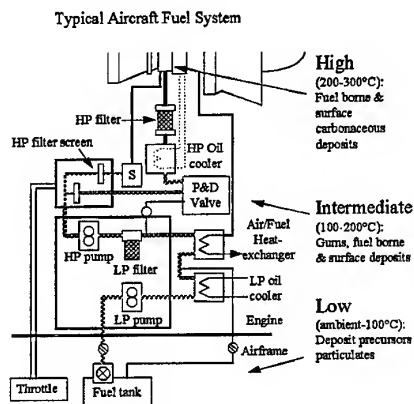 Typical Aircraft Fuel System
High
(200-300°C):
Fuel borne &
surface
carbonaceous
deposits
HP filter
HP Oil
cooler
HP filter screen
S
P&D
Valve
Intermediate
(100-200°C):
Gums, fuel borne
& surface deposits
Air/Fuel
Heat-
exchanger
HP pump
LP filter
LP oil
cooler
LP pump
Low
(ambient-100°C):
Deposit precursors
particulates
Engine
Airframe
Throttle
Fuel tank